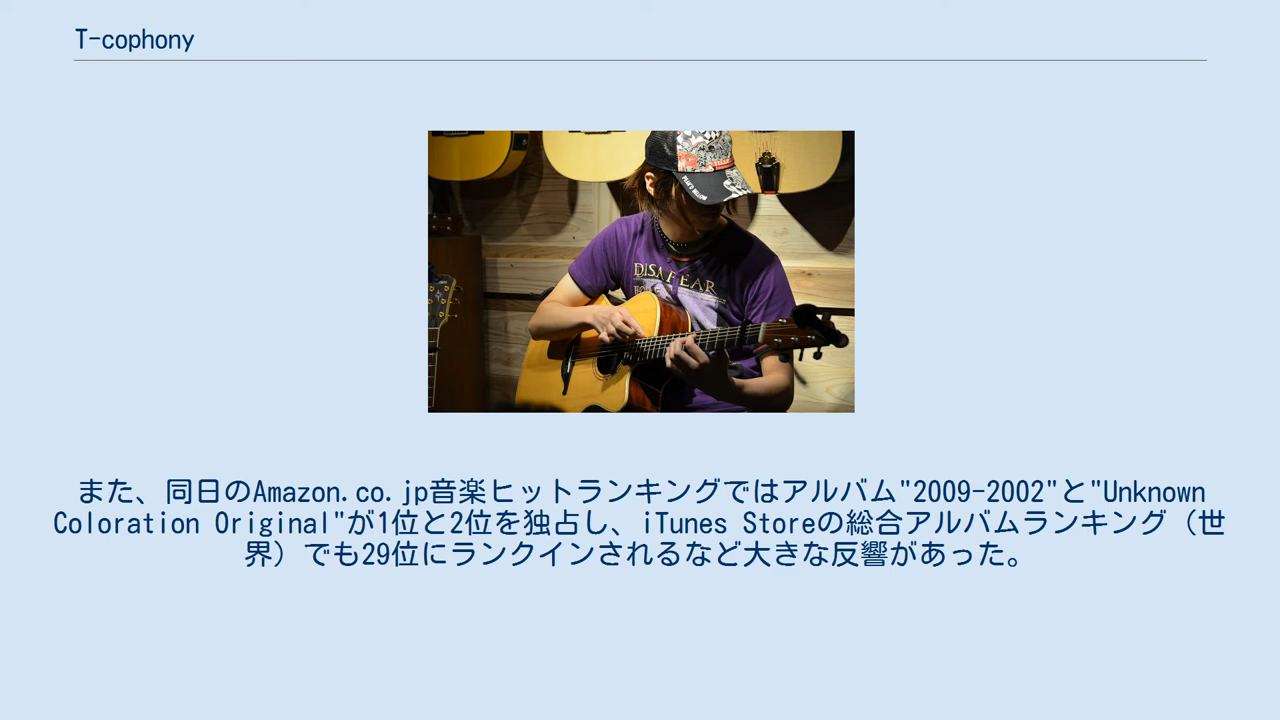 T-cophony
DISAPPEAR
また、同日のAmazon.co.jp音楽ヒットランキングではアルバム"2009-2002"と"Unknown
Coloration Original"が1位と2位を独占し、iTunes Storeの総合アルバムランキング（世
界）でも29位にランクインされるなど大きな反響があった。